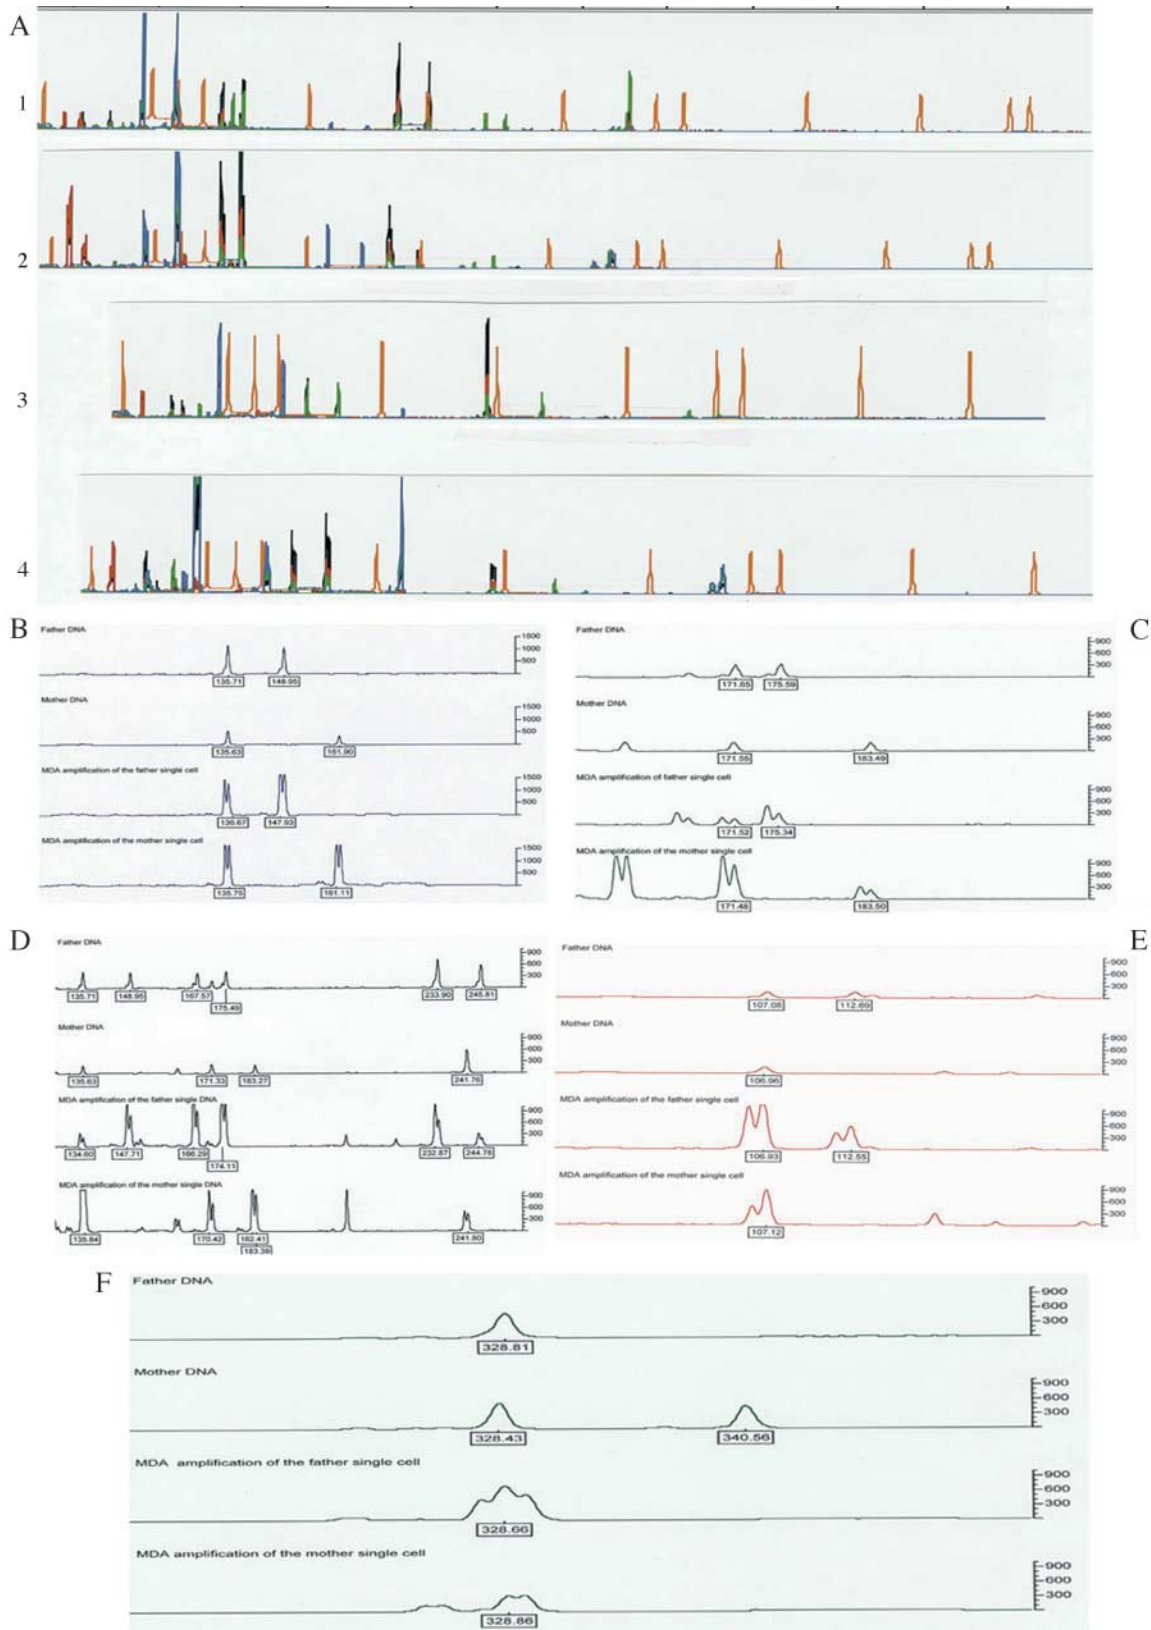 A
1
2
3
4
B
Father DNA
1500
1000
500
135.71 148.95
Mother DNA
1500
1000
500
135.63 161.90
MDA amplification of the father single cell
1500
1000
500
135.67 147.93
MDA amplification of the mother single cell
1500
1000
500
135.75 161.11
C
Father DNA
900
600
300
171.65 175.59
Mother DNA
900
600
300
171.55 183.49
MDA amplification of father single cell
900
600
300
171.52 175.34
MDA amplification of the mother single cell
900
600
300
171.48 183.50
D
Father DNA
900
600
300
135.71 148.95 167.57 233.90 245.81
175.49
Mother DNA
900
600
300
135.63 171.33 183.27 241.76
MDA amplification of the father single DNA
900
600
300
134.60 147.71 166.29 232.87 244.78
174.11
MDA amplification of the mother single DNA
900
600
300
135.84 170.42 182.41 241.80
183.39
E
Father DNA
900
600
300
107.08 112.69
Mother DNA
900
600
300
106.96
MDA amplification of the father single cell
900
600
300
106.93 112.55
MDA amplification of the mother single cell
900
600
300
107.12
F
Father DNA
900
600
300
328.81
Mother DNA
900
600
300
328.43 340.56
MDA amplification of the father single cell
900
600
300
328.66
MDA amplification of the mother single cell
900
600
300
328.86